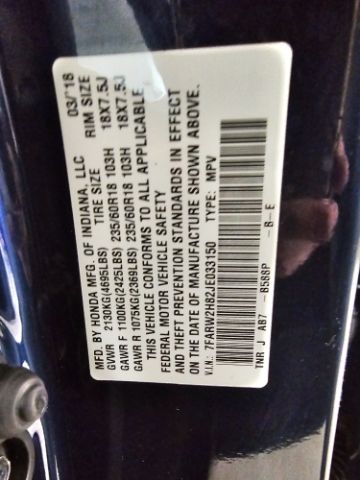 MFD. BY HONDA MFG. OF INDIANA, LLC 03/'18
GVWR 2130KG(4695LBS) TIRE SIZE RIM SIZE
GAWR F 1100KG(2425LBS) 235/60R18 103H 18X7.5J
GAWR R 1075KG(2369LBS) 235/60R18 103H 18X7.5J
THIS VEHICLE CONFORMS TO ALL APPLICABLE
FEDERAL MOTOR VEHICLE SAFETY
AND THEFT PREVENTION STANDARDS IN EFFECT
ON THE DATE OF MANUFACTURE SHOWN ABOVE.
V.I.N.: 7FARW2H82JE033150 TYPE: MPV
TNR J AB7 -B588P -B-E